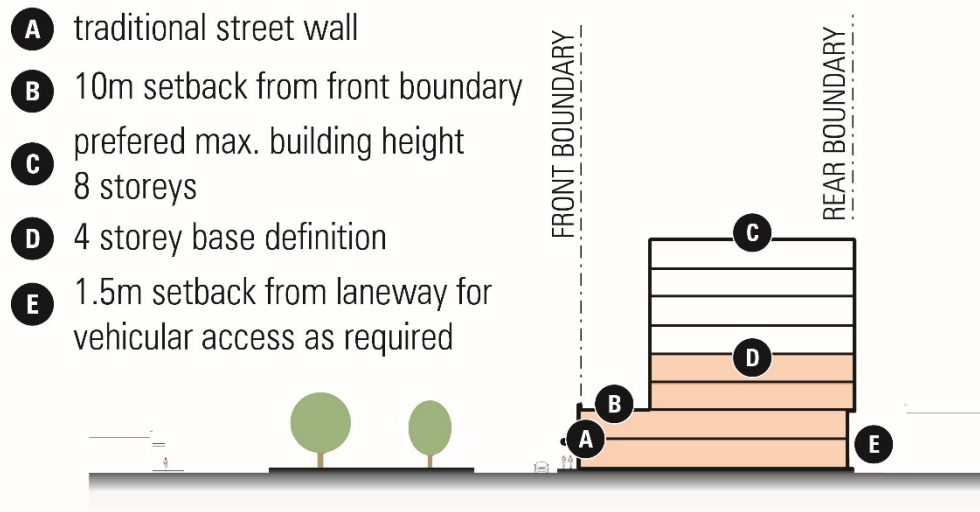 A traditional street wall
B 10m setback from front boundary
C prefered max. building height
8 storeys
D 4 storey base definition
E 1.5m setback from laneway for
vehicular access as required
FRONT BOUNDARY
REAR BOUNDARY
C
D
B
A
E